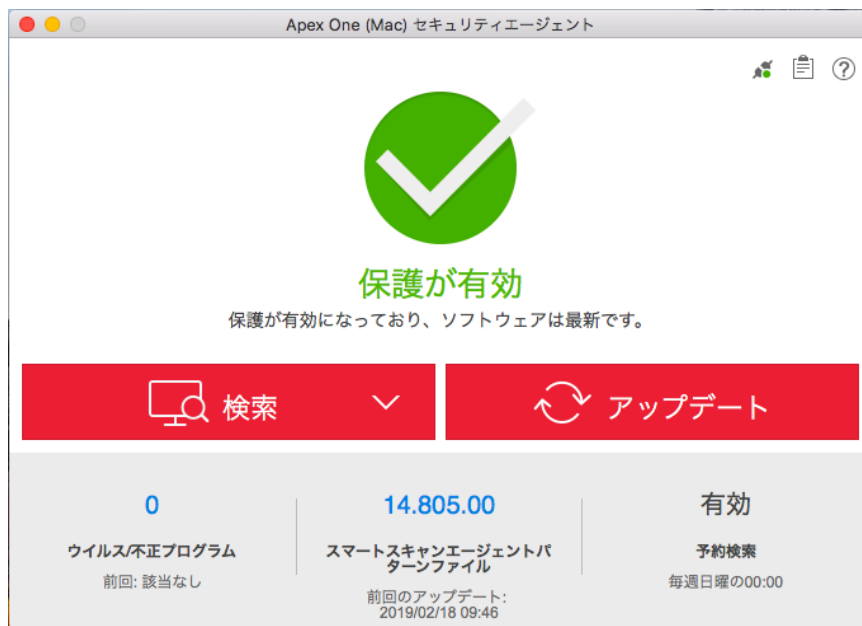 Apex One (Mac) セキュリティエージェント
保護が有効
保護が有効になっており、ソフトウェアは最新です。
検索
アップデート
0
ウイルス/不正プログラム
前回: 該当なし
14.805.00
スマートスキャンエージェントパ
ターンファイル
前回のアップデート:
2019/02/18 09:46
有効
予約検索
毎週日曜の00:00